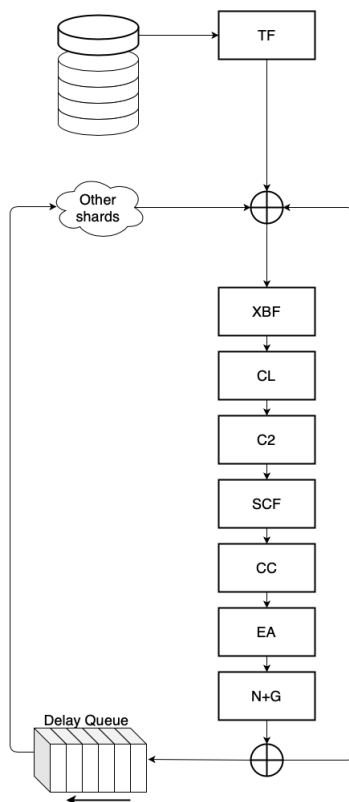 TF
Other
shards
XBF
CL
C2
SCF
CC
EA
N+G
Delay Queue